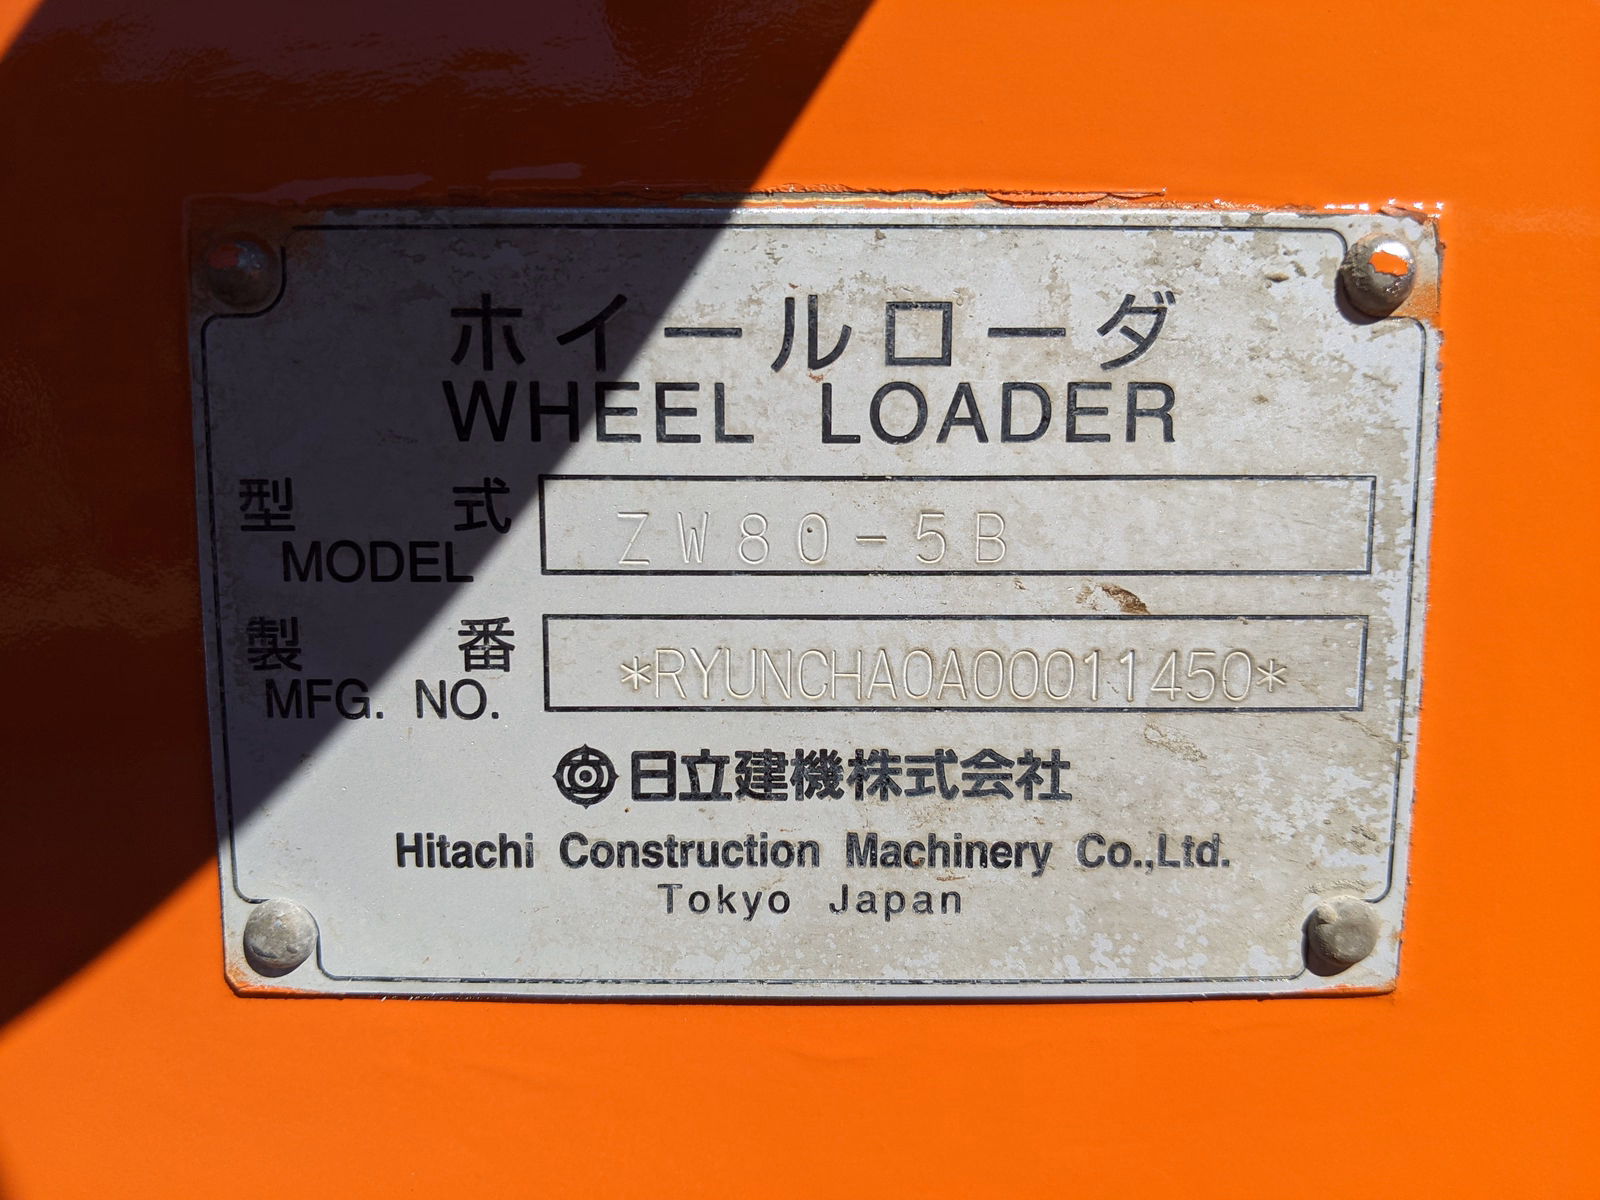 ホイールローダ
WHEEL LOADER
型式
MODEL
ZW80-5B
製番
MFG. NO.
*RYUNCHA0A00011450*
日立建機株式会社
Hitachi Construction Machinery Co.,Ltd.
Tokyo Japan